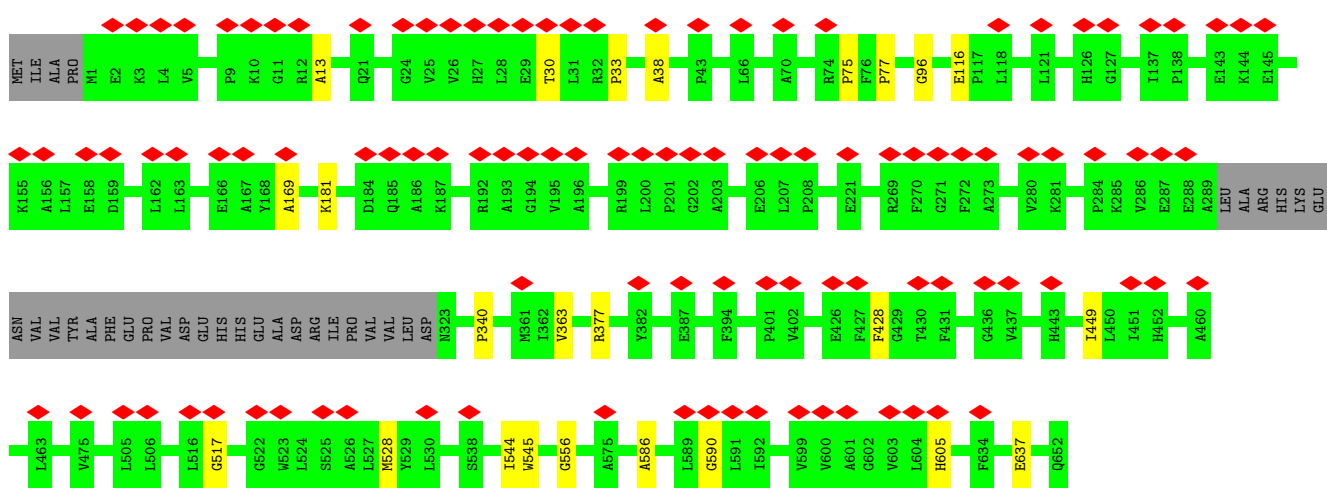 MET ILE ALA PRO M1 E2 K3 L4 V5 P9 K10 G11 R12 A13 Q21 G24 V25 V26 H27 L28 E29 T30 L31 R32 P33 A38 P43 L66 A70 R74 P75 F76 P77 G96 E116 P117 L118 L121 H126 G127 I137 P138 E143 K144 E145
K155 A156 L157 E158 D159 L162 L163 E166 A167 Y168 A169 K181 D184 Q185 A186 K187 R192 A193 G194 V195 A196 R199 L200 P201 G202 A203 E206 L207 P208 E221 R269 F270 G271 F272 A273 V280 K281 P284 K285 V286 E287 E288 A289 LEU ALA ARG HIS LYS GLU
ASN VAL VAL TYR ALA PHE GLU PRO VAL ASP GLU HIS HIS GLU ALA ASP ARG ILE PRO VAL VAL LEU ASP N323 P340 M361 I362 V363 R377 Y382 E387 F394 P401 V402 E426 F427 F428 G429 T430 F431 G436 V437 H443 I449 L450 I451 H452 A460
L463 V475 L505 L506 L516 G517 G522 W523 L524 S525 A526 L527 M528 Y529 L530 S538 I544 W545 G556 A575 A586 L589 G590 L591 I592 V599 V600 A601 G602 V603 L604 H605 F634 E637 Q652